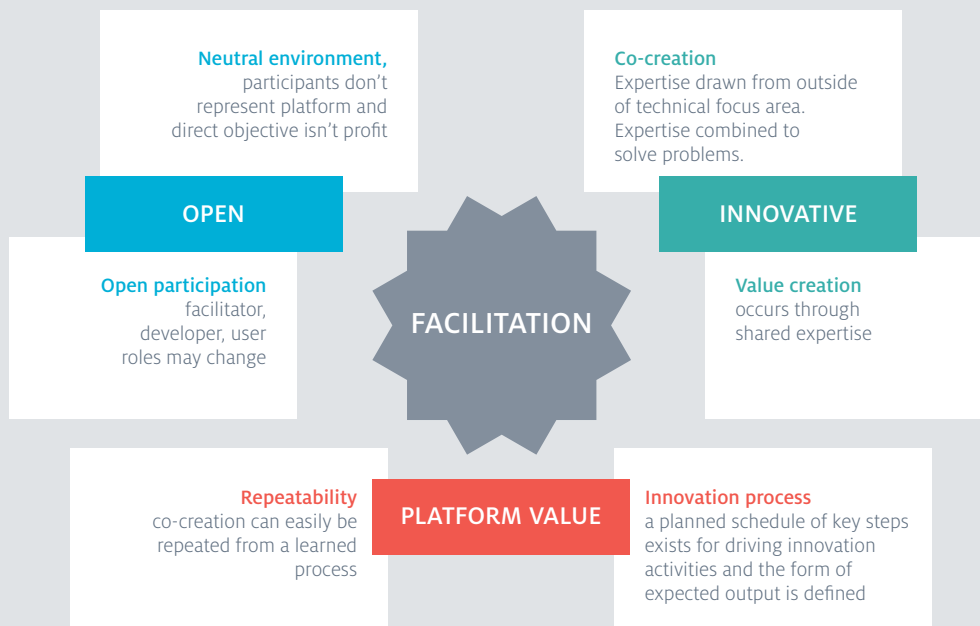 Neutral environment,
participants don't
represent platform and
direct objective isn't profit
OPEN
Open participation
facilitator,
developer, user
roles may change
Co-creation
Expertise drawn from outside
of technical focus area.
Expertise combined to
solve problems.
INNOVATIVE
Value creation
occurs through
shared expertise
FACILITATION
Repeatability
co-creation can easily be
repeated from a learned
process
PLATFORM VALUE
Innovation process
a planned schedule of key steps
exists for driving innovation
activities and the form of
expected output is defined